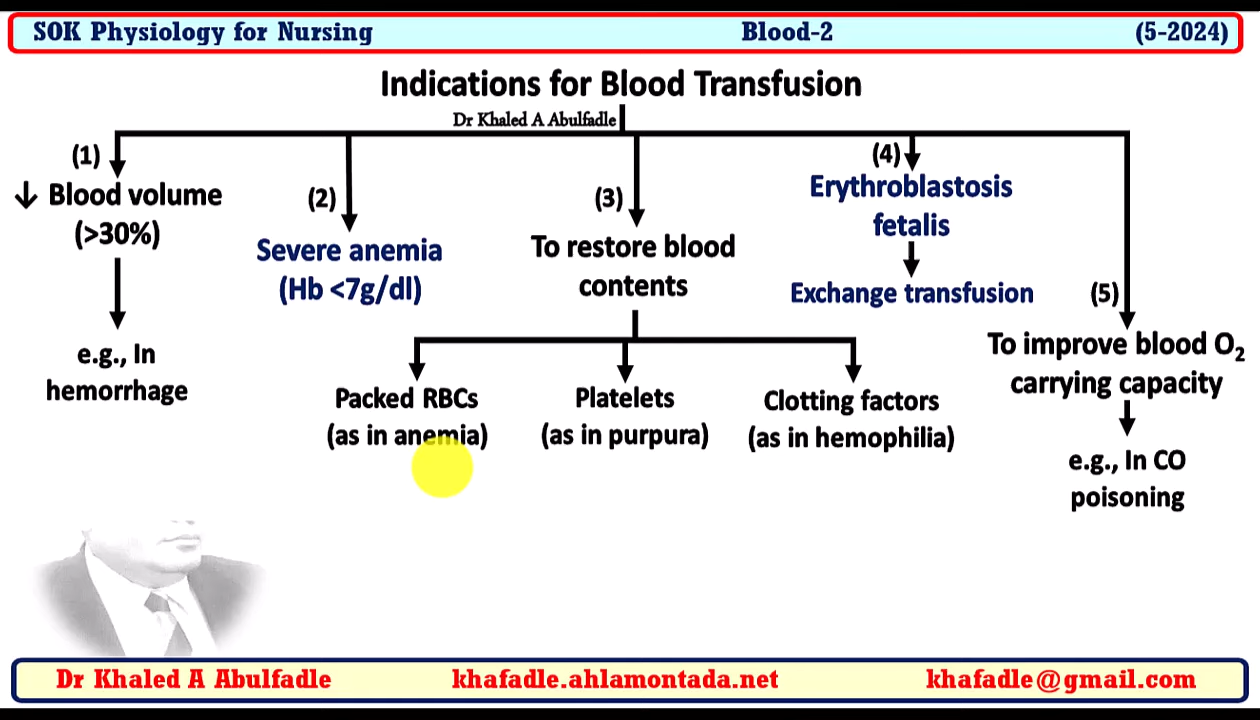 SOK Physiology for Nursing Blood-2 (5-2024)
Indications for Blood Transfusion
Dr Khaled A Abulfadle
(1)
↓ Blood volume
(>30%)
e.g., In
hemorrhage
(2)
Severe anemia
(Hb <7g/dl)
(3)
To restore blood
contents
Packed RBCs
(as in anemia)
Platelets
(as in purpura)
Clotting factors
(as in hemophilia)
(4)
Erythroblastosis
fetalis
Exchange transfusion
(5)
To improve blood O₂
carrying capacity
e.g., In CO
poisoning
Dr Khaled A Abulfadle khafadle.ahlamontada.net khafadle@gmail.com